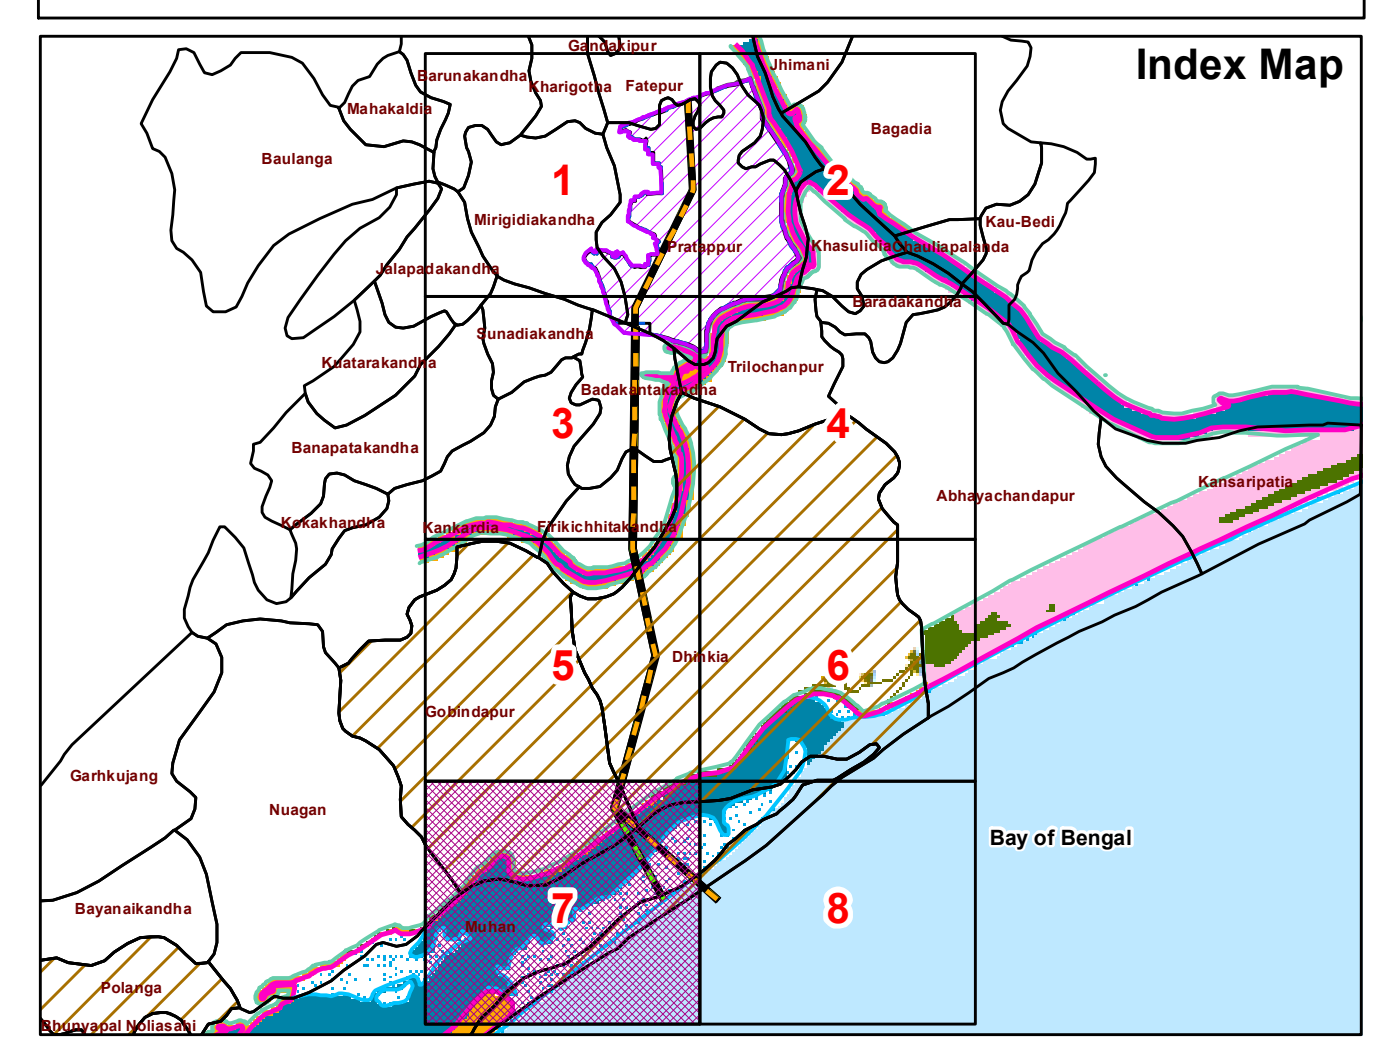 Index Map
Gandakipur
Jhimani
Barunakandha
Kharigotha
Fatepur
Mahakaldia
Bagadia
Baulanga
1
2
Mirigidiakandha
Kau-Bedi
Pratappur
Khasulidia
Chauliapalanda
Jalapadakandha
Baradakandha
Sunadiakandha
Kuatarakandha
Trilochanpur
Badakantakandha
3
4
Banapatakandha
Kansaripatia
Abhayachandapur
Kokakhandha
Kankardia
Firikichhitakandha
Dhinkia
5
6
Gobindapur
Garhkujang
Nuagan
Bay of Bengal
Bayanaikandha
7
8
Muhan
Polanga
Bhunyapal Noliasahi